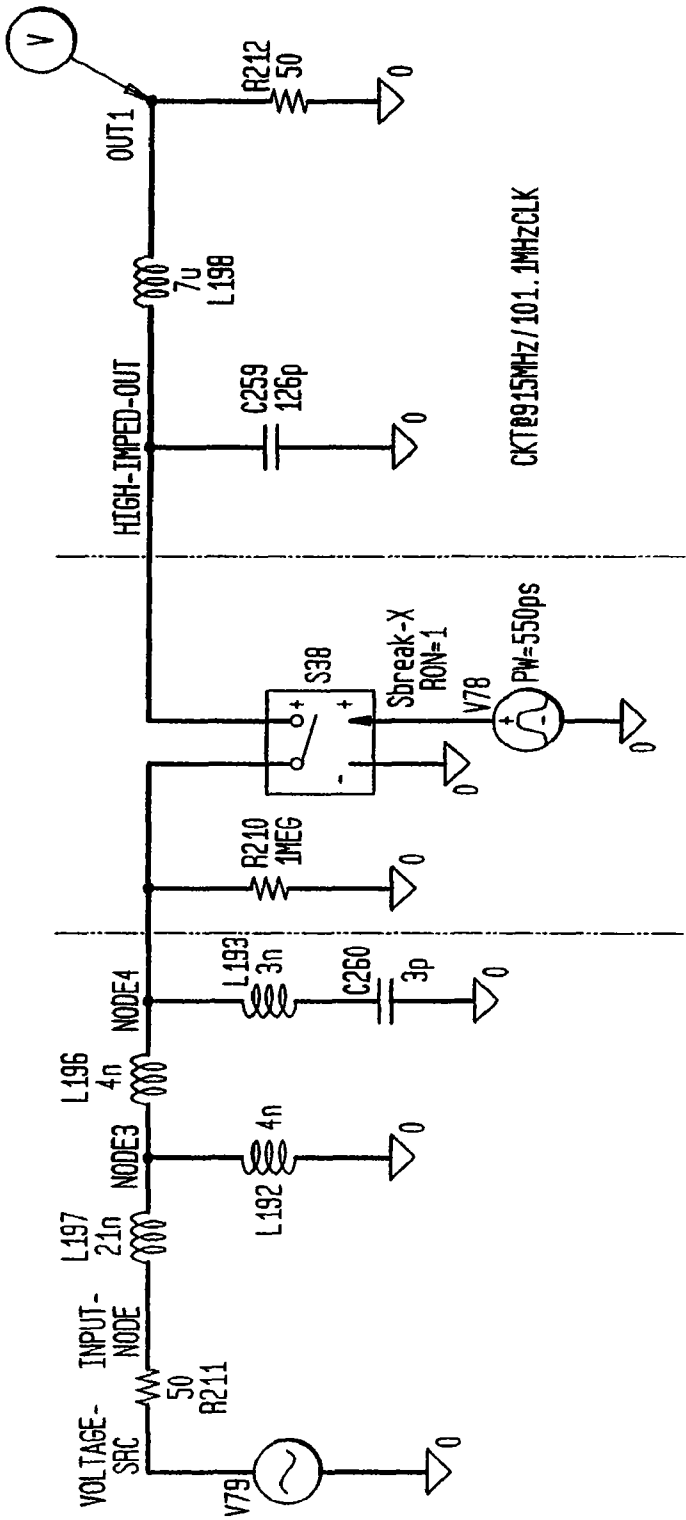 VOLTAGE-
SRC
V79
0
50
R211
INPUT-
NODE
L197
21n
NODE3
L192
4n
0
L196
4n
NODE4
L193
3n
C260
3p
0
R210
1MEG
0
S38
+
+
-
0
Sbreak-X
RON=1
V78
+
-
PW=550ps
0
HIGH-IMPED-OUT
C259
126p
0
7u
L198
OUT1
V
R212
50
0
CKT@915MHz/101.1MHzCLK